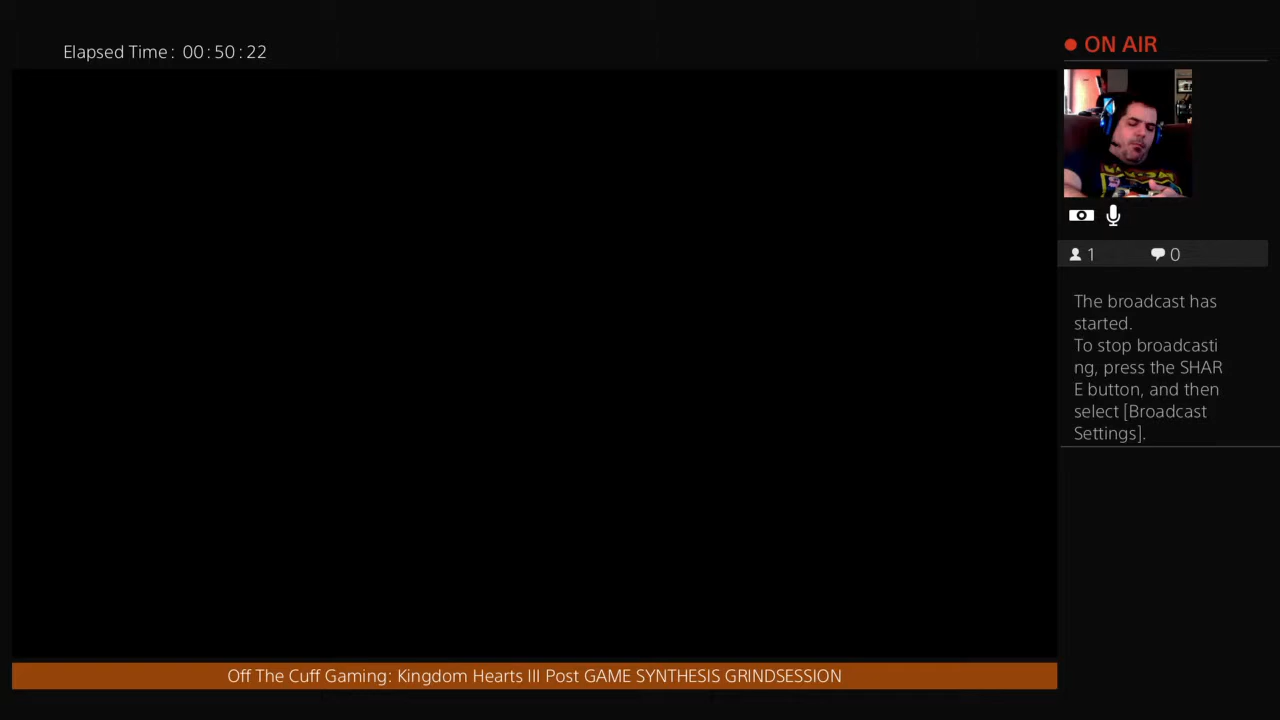 Elapsed Time: 00:50:22
ON AIR
1
0
The broadcast has
started.
To stop broadcasti
ng, press the SHAR
E button, and then
select [Broadcast
Settings].
Off The Cuff Gaming: Kingdom Hearts III Post GAME SYNTHESIS GRINDSESSION